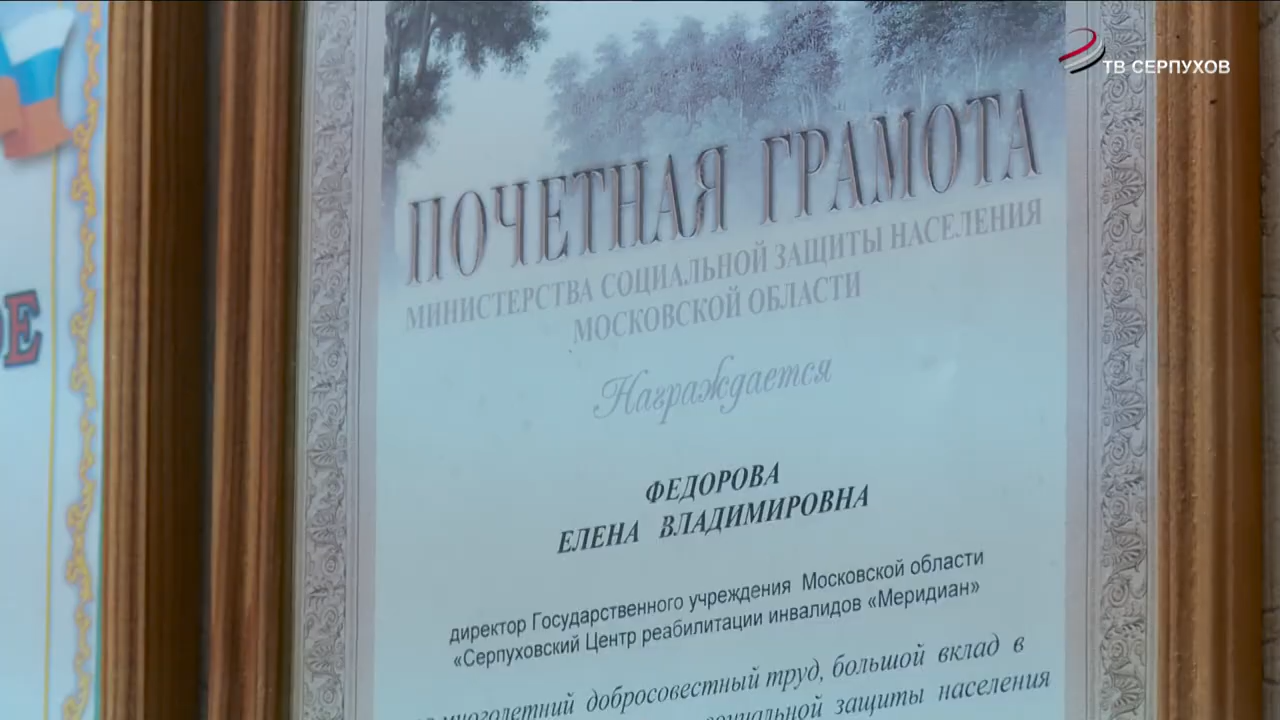 ТВ СЕРПУХОВ
ПОЧЕТНАЯ ГРАМОТА
МИНИСТЕРСТВА СОЦИАЛЬНОЙ ЗАЩИТЫ НАСЕЛЕНИЯ
МОСКОВСКОЙ ОБЛАСТИ
Награждается
ФЕДОРОВА
ЕЛЕНА ВЛАДИМИРОВНА
директор Государственного учреждения Московской области
«Серпуховский Центр реабилитации инвалидов «Меридиан»
многолетний добросовестный труд, большой вклад в
защиты населения